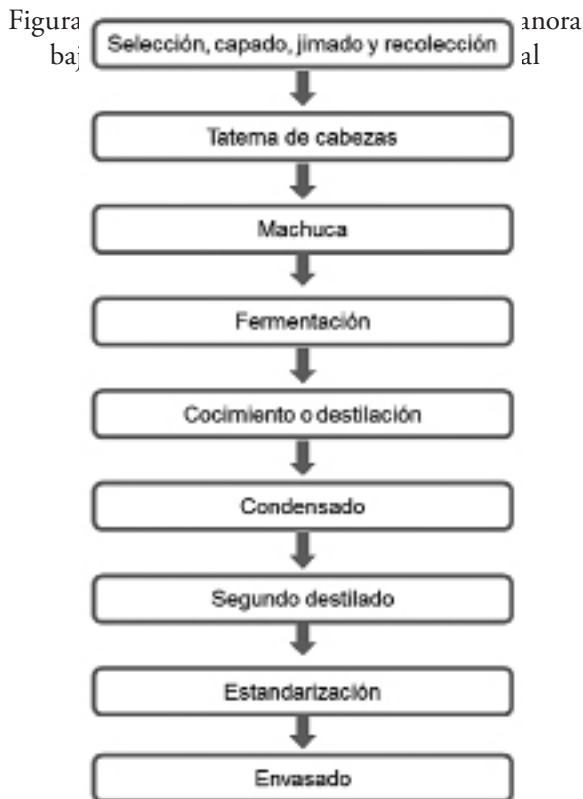 Figura
anora
baj
al
Selección, capado, jimado y recolección
Tatema de cabezas
Machuca
Fermentación
Cocimiento o destilación
Condensado
Segundo destilado
Estandarización
Envasado